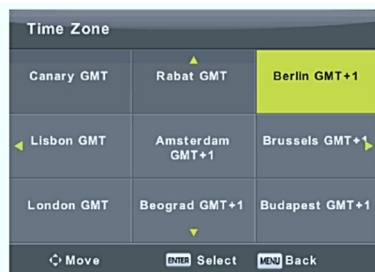 Time Zone
Canary GMT
Rabat GMT
Berlin GMT+1
Lisbon GMT
Amsterdam
GMT+1
Brussels GMT+1
London GMT
Beograd GMT+1
Budapest GMT+1
Move
ENTER Select
MENU Back